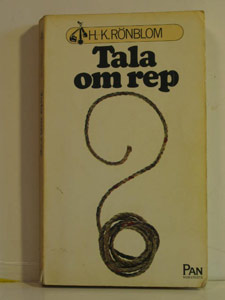 H.K.RÖNBLOM
Tala
om rep
PAN